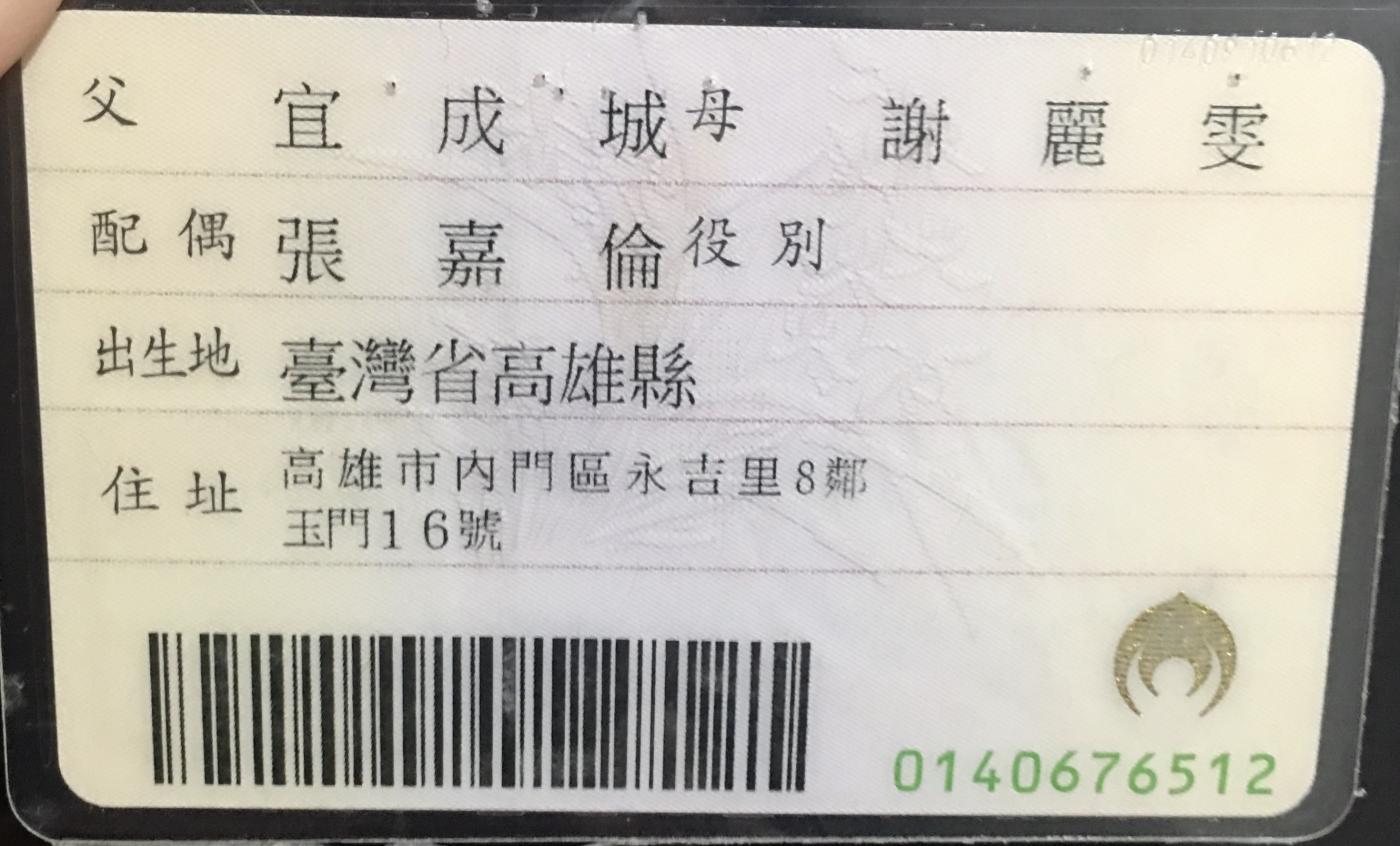 父 宜成城 母 謝麗雯
配偶 張嘉倫 役別
出生地 臺灣省高雄縣
住址 高雄市內門區永吉里8鄰
玉門16號
0140676512